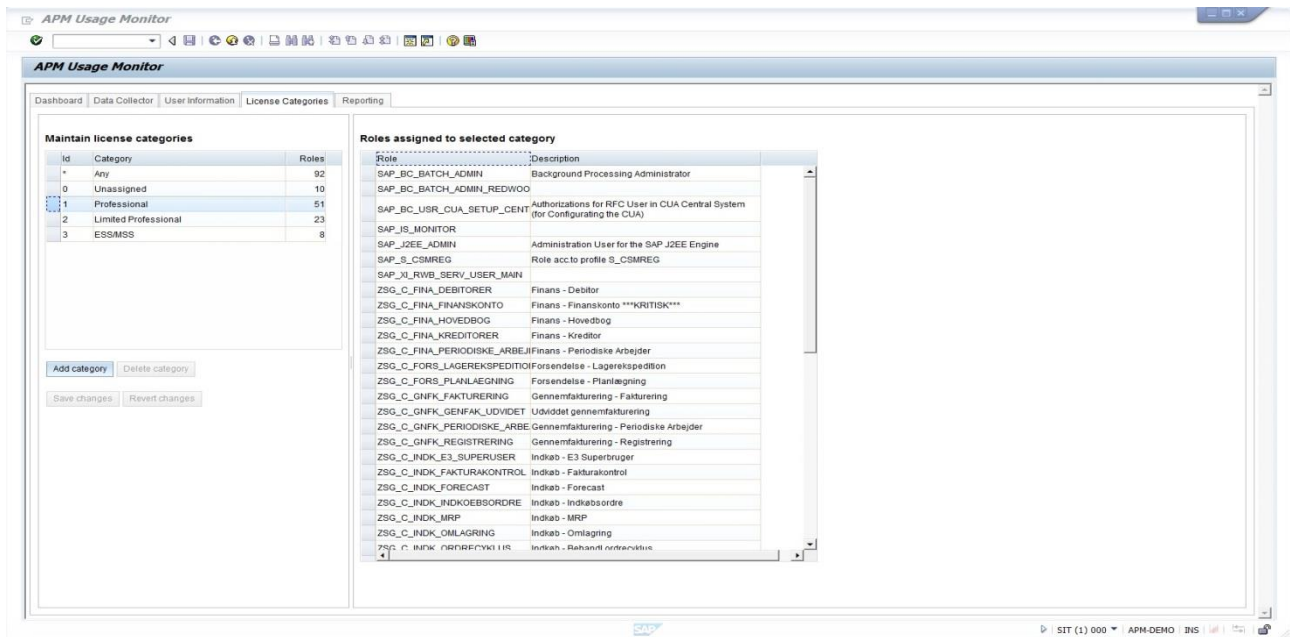 APM Usage Monitor
APM Usage Monitor
Dashboard Data Collector User Information License Categories Reporting
Maintain license categories
Id Category Roles
* Any 92
0 Unassigned 10
1 Professional 51
2 Limited Professional 23
3 ESS/MSS 8
Add category Delete category
Save changes Revert changes
Roles assigned to selected category
Role Description
SAP_BC_BATCH_ADMIN Background Processing Administrator
SAP_BC_BATCH_ADMIN_REDWOO
SAP_BC_USR_CUA_SETUP_CENT Authorizations for RFC User in CUA Central System
(for Configurating the CUA)
SAP_IS_MONITOR
SAP_J2EE_ADMIN Administration User for the SAP J2EE Engine
SAP_S_CSMREG Role acc.to profile S_CSMREG
SAP_XI_RWB_SERV_USER_MAIN
ZSG_C_FINA_DEBITORER Finans - Debitor
ZSG_C_FINA_FINANSKONTO Finans - Finanskonto ***KRITISK***
ZSG_C_FINA_HOVEDBOG Finans - Hovedbog
ZSG_C_FINA_KREDITORER Finans - Kreditor
ZSG_C_FINA_PERIODISKE_ARBEJI Finans - Periodiske Arbejder
ZSG_C_FORS_LAGEREKSPEDITIOI Forsendelse - Lagerekspedition
ZSG_C_FORS_PLANLAEGNING Forsendelse - Planlægning
ZSG_C_GNFK_FAKTURERING Gennemfakturering - Fakturering
ZSG_C_GNFK_GENFAK_UDVIDET Udviddet gennemfakturering
ZSG_C_GNFK_PERIODISKE_ARBE. Gennemfakturering - Periodiske Arbejder
ZSG_C_GNFK_REGISTRERING Gennemfakturering - Registrering
ZSG_C_INDK_E3_SUPERUSER Indkøb - E3 Superbruger
ZSG_C_INDK_FAKTURAKONTROL Indkøb - Fakturakontrol
ZSG_C_INDK_FORECAST Indkøb - Forecast
ZSG_C_INDK_INDKOEBSORDRE Indkøb - Indkøbsordre
ZSG_C_INDK_MRP Indkøb - MRP
ZSG_C_INDK_OMLAGRING Indkøb - Omlagring
ZSG_C_INDK_ORDRECYKLUS Indkøb - Behandl ordrecyklus
SAP
SIT (1) 000 APM-DEMO INS